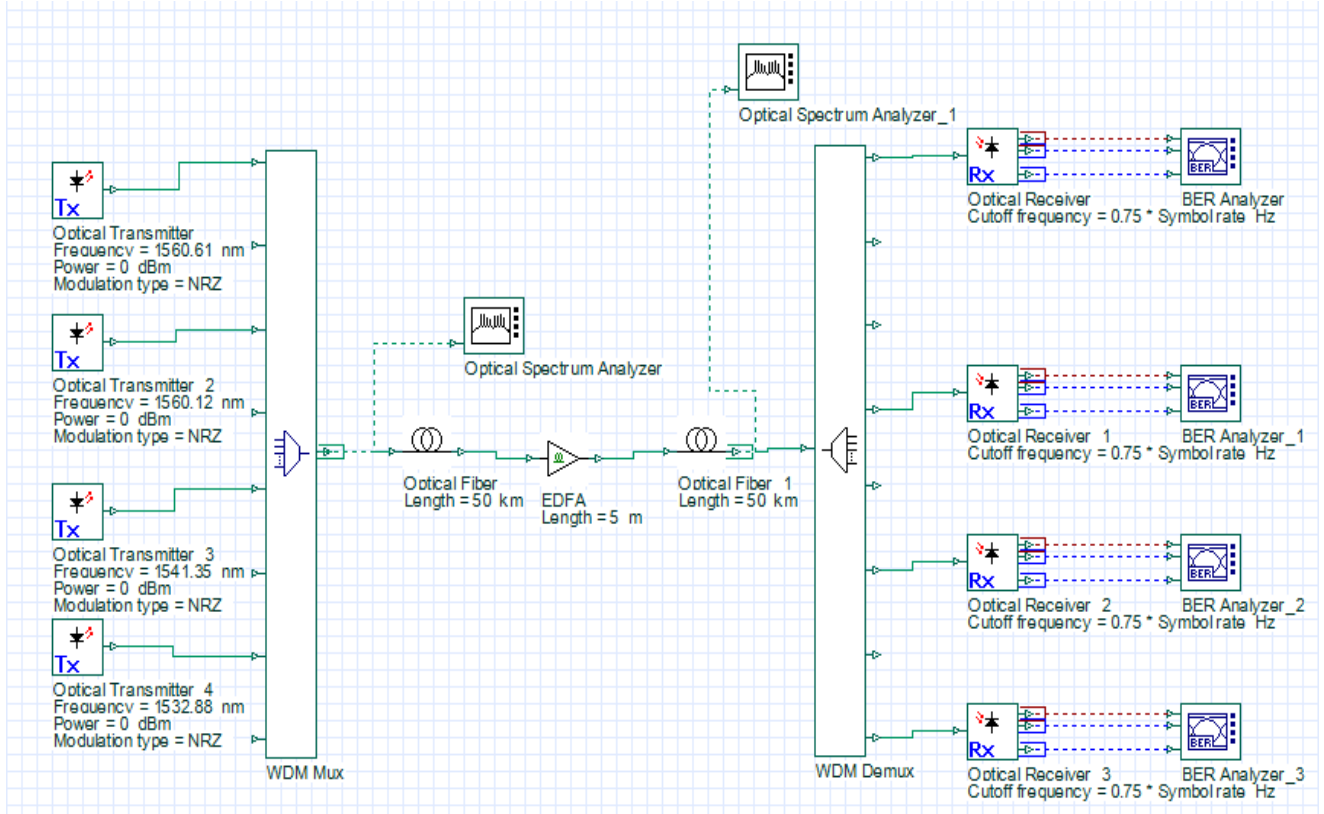 Optical Spectrum Analyzer_1
Tx
Optical Transmitter
Frequency = 1560.61 nm
Power = 0 dBm
Modulation type = NRZ
Tx
Optical Transmitter_2
Frequency = 1560.12 nm
Power = 0 dBm
Modulation type = NRZ
Tx
Optical Transmitter_3
Frequency = 1541.35 nm
Power = 0 dBm
Modulation type = NRZ
Tx
Optical Transmitter_4
Frequency = 1532.88 nm
Power = 0 dBm
Modulation type = NRZ
WDM Mux
Optical Spectrum Analyzer
Optical Fiber
Length = 50 km
EDFA
Length = 5 m
Optical Fiber_1
Length = 50 km
WDM Demux
Rx
BER
Optical Receiver
BER Analyzer
Cutoff frequency = 0.75 * Symbol rate Hz
Rx
BER
Optical Receiver_1
BER Analyzer_1
Cutoff frequency = 0.75 * Symbol rate Hz
Rx
BER
Optical Receiver_2
BER Analyzer_2
Cutoff frequency = 0.75 * Symbol rate Hz
Rx
BER
Optical Receiver_3
BER Analyzer_3
Cutoff frequency = 0.75 * Symbol rate Hz